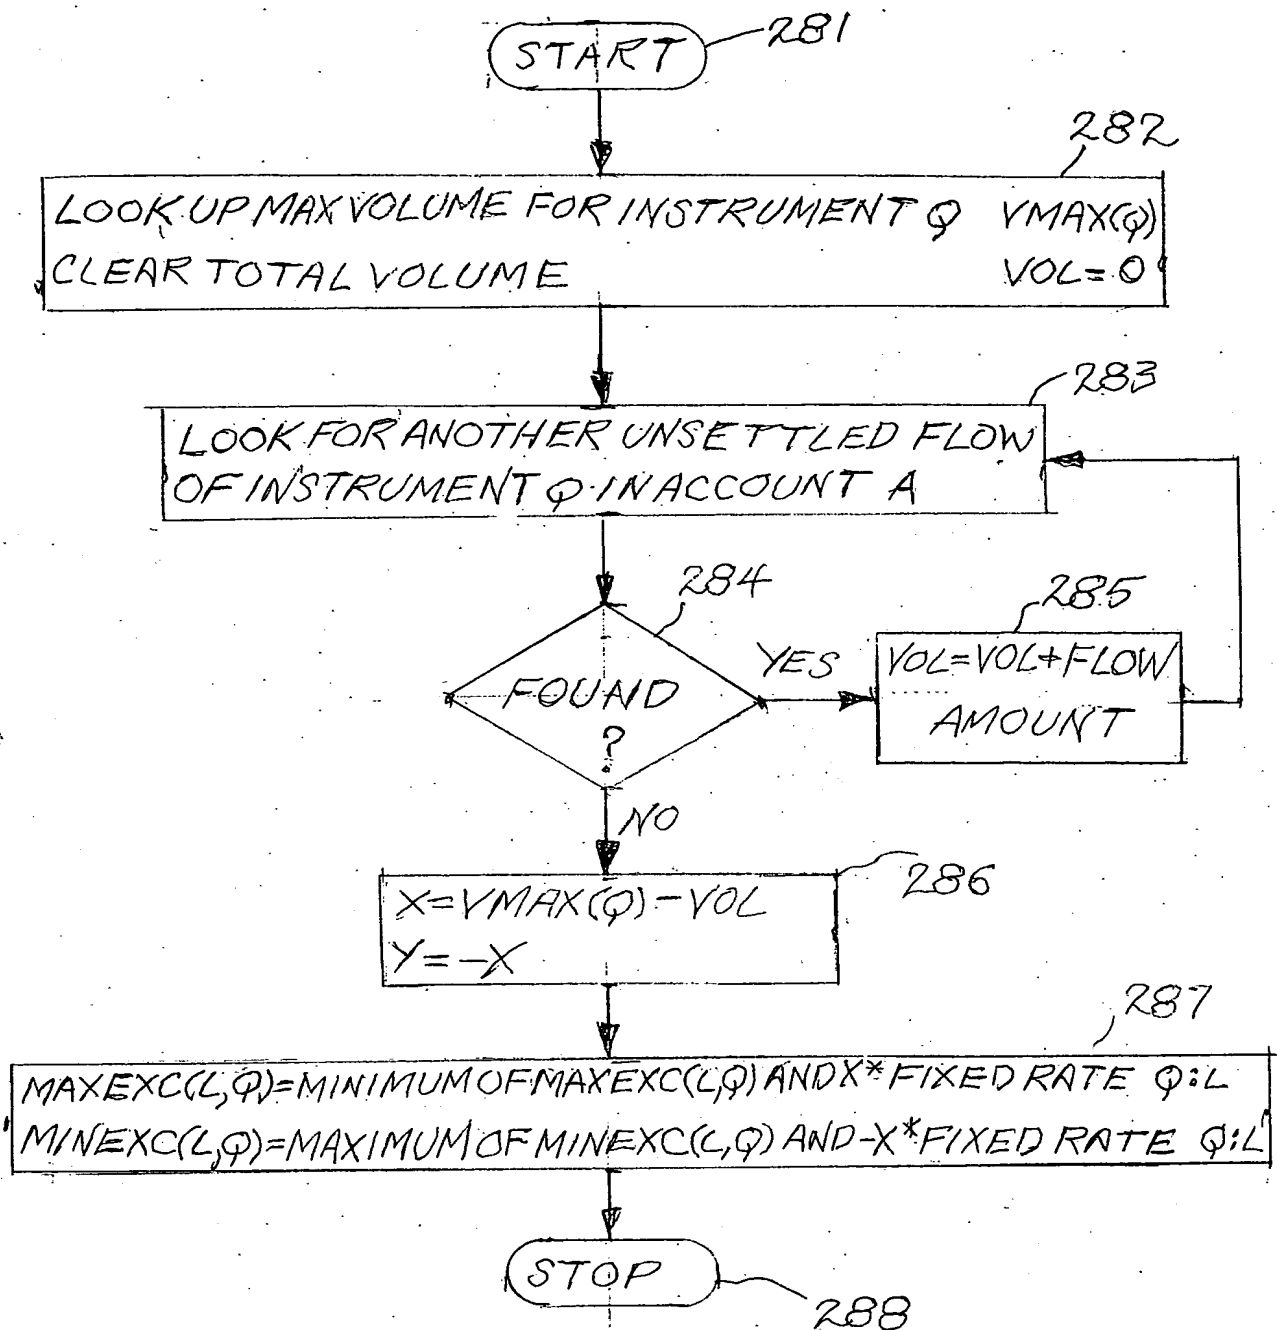 START
281
282
LOOK UP MAX VOLUME FOR INSTRUMENT Q VMAX(Q)
CLEAR TOTAL VOLUME VOL=0
283
LOOK FOR ANOTHER UNSETTLED FLOW
OF INSTRUMENT Q IN ACCOUNT A
284
FOUND
?
YES
285
VOL=VOL+FLOW
AMOUNT
NO
286
X=VMAX(Q)-VOL
Y=-X
287
MAXEXC(L,Q)=MINIMUM OF MAXEXC(L,Q) AND X* FIXED RATE Q:L
MINEXC(L,Q)=MAXIMUM OF MINEXC(L,Q) AND -X* FIXED RATE Q:L
STOP
288